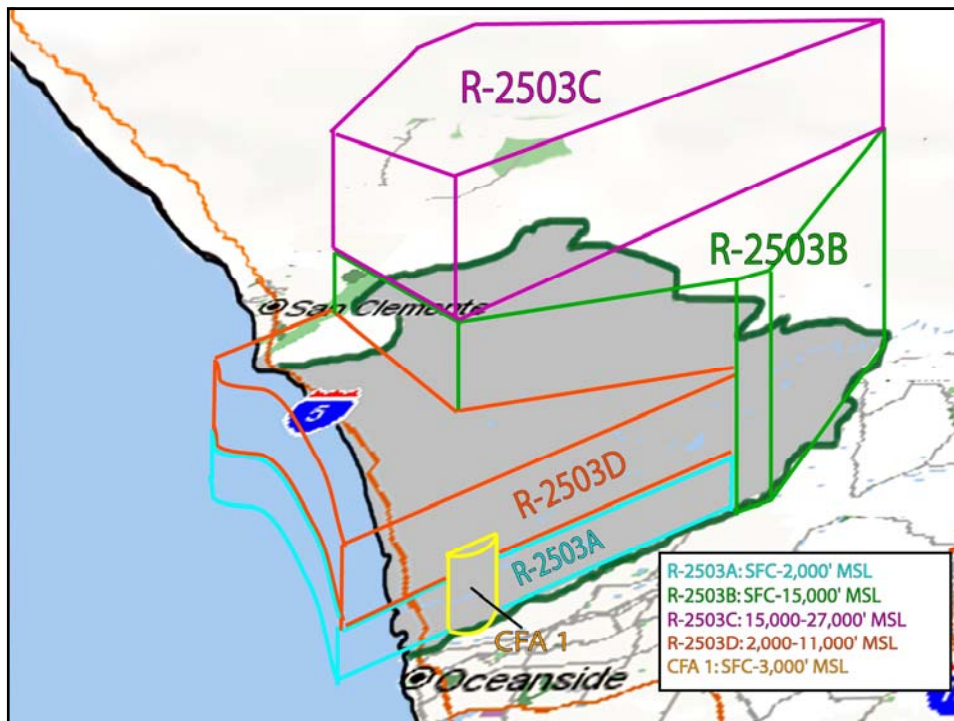 R-2503C
R-2503B
San Clemente
5
R-2503D
R-2503A
CFA 1
Oceanside
R-2503A: SFC-2,000' MSL
R-2503B: SFC-15,000' MSL
R-2503C: 15,000-27,000' MSL
R-2503D: 2,000-11,000' MSL
CFA 1: SFC-3,000' MSL